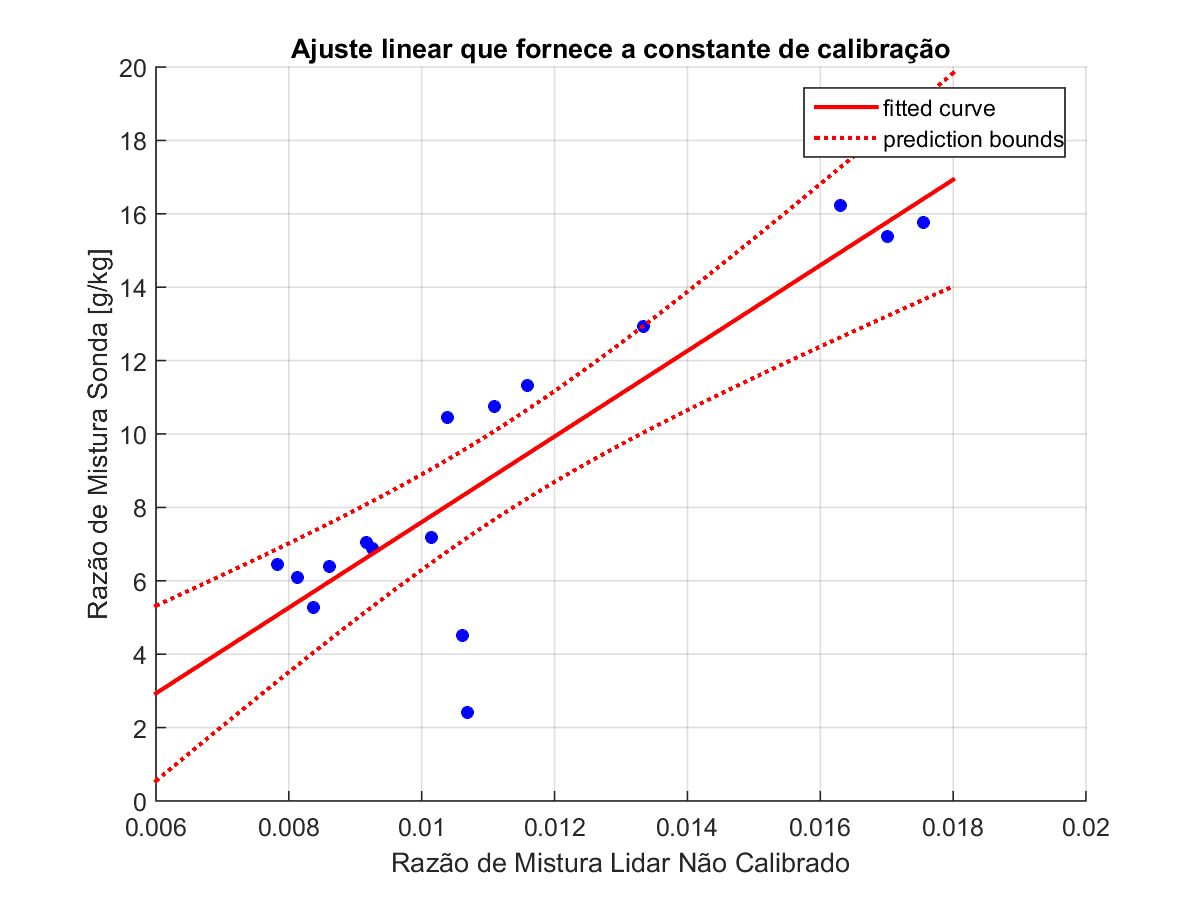 Ajuste linear que fornece a constante de calibração
20
18
16
14
12
10
8
6
4
2
0
fitted curve
prediction bounds
Razão de Mistura Sonda [g/kg]
0.006 0.008 0.01 0.012 0.014 0.016 0.018 0.02
Razão de Mistura Lidar Não Calibrado